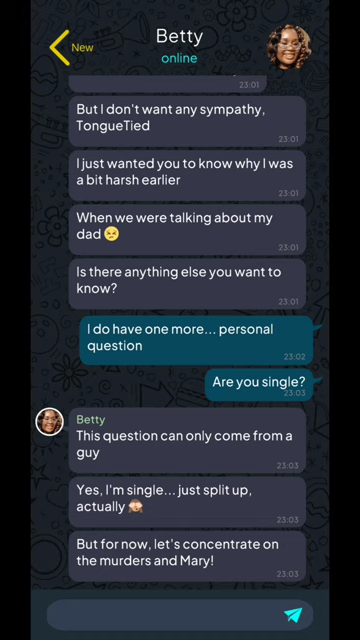 New
Betty
online
23:01
But I don't want any sympathy,
TongueTied
23:01
I just wanted you to know why I was
a bit harsh earlier
23:01
When we were talking about my
dad 😣
23:01
Is there anything else you want to
know?
23:01
I do have one more... personal
question
23:02
Are you single?
23:03
Betty
This question can only come from a
guy
23:03
Yes, I'm single... just split up,
actually 🙈
23:03
But for now, let's concentrate on
the murders and Mary!
23:03